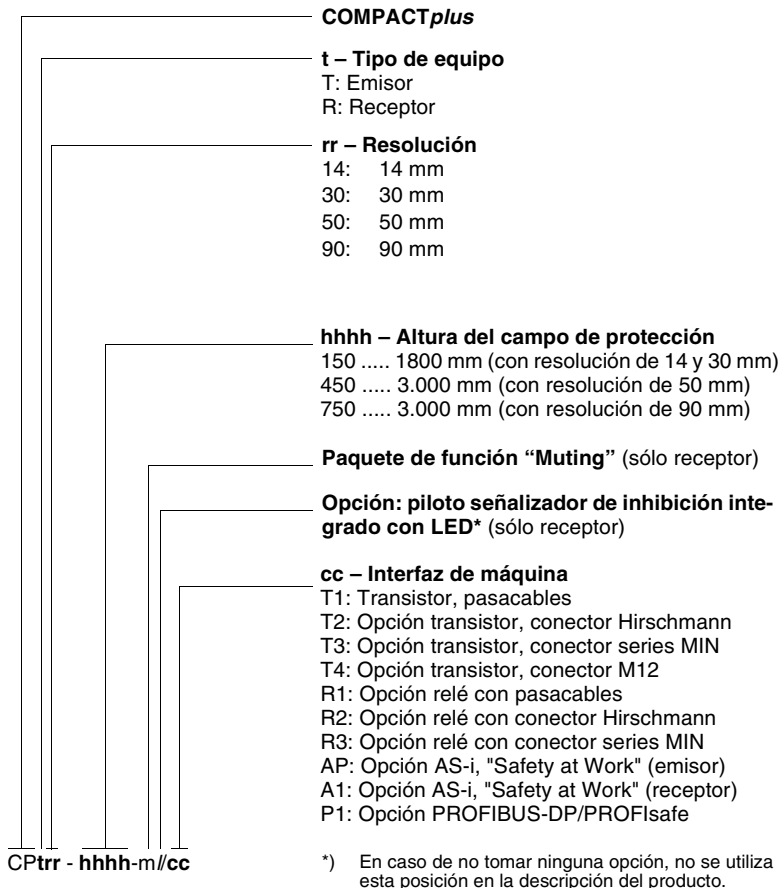 COMPACTplus
t – Tipo de equipo
T: Emisor
R: Receptor
rr – Resolución
14: 14 mm
30: 30 mm
50: 50 mm
90: 90 mm
hhhh – Altura del campo de protección
150 ..... 1800 mm (con resolución de 14 y 30 mm)
450 ..... 3.000 mm (con resolución de 50 mm)
750 ..... 3.000 mm (con resolución de 90 mm)
Paquete de función “Muting” (sólo receptor)
Opción: piloto señalizador de inhibición inte-
grado con LED* (sólo receptor)
cc – Interfaz de máquina
T1: Transistor, pasacables
T2: Opción transistor, conector Hirschmann
T3: Opción transistor, conector series MIN
T4: Opción transistor, conector M12
R1: Opción relé con pasacables
R2: Opción relé con conector Hirschmann
R3: Opción relé con conector series MIN
AP: Opción AS-i, "Safety at Work" (emisor)
A1: Opción AS-i, "Safety at Work" (receptor)
P1: Opción PROFIBUS-DP/PROFIsafe
CPtrr - hhhh-ml/cc
*) En caso de no tomar ninguna opción, no se utiliza
esta posición en la descripción del producto.